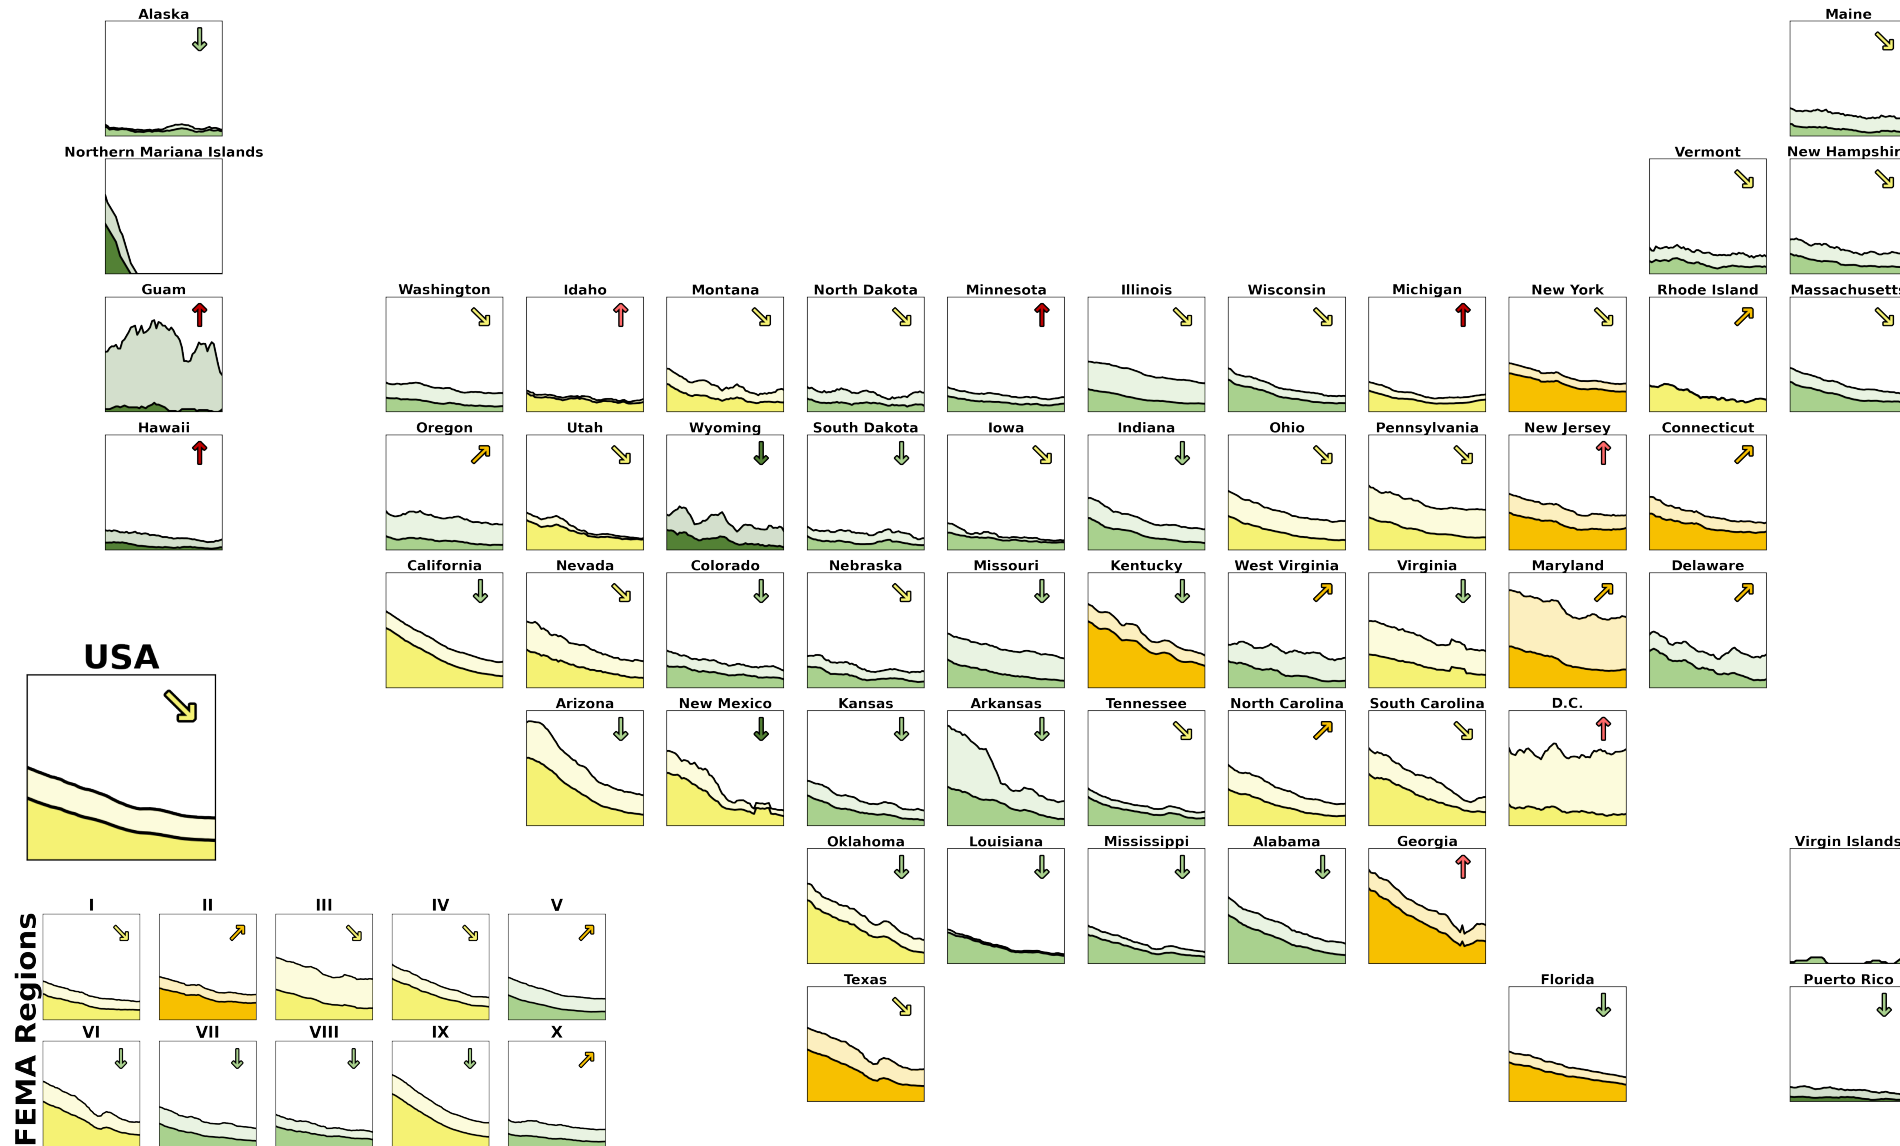 Alaska
Maine
Northern Mariana Islands
Vermont
New Hampshir
Guam
Washington
Idaho
Montana
North Dakota
Minnesota
Illinois
Wisconsin
Michigan
New York
Rhode Island
Massachusetts
Hawaii
Oregon
Utah
Wyoming
South Dakota
Iowa
Indiana
Ohio
Pennsylvania
New Jersey
Connecticut
California
Nevada
Colorado
Nebraska
Missouri
Kentucky
West Virginia
Virginia
Maryland
Delaware
USA
Arizona
New Mexico
Kansas
Arkansas
Tennessee
North Carolina
South Carolina
D.C.
Oklahoma
Louisiana
Mississippi
Alabama
Georgia
Virgin Islands
FEMA Regions
I
II
III
IV
V
Texas
Florida
Puerto Rico
VI
VII
VIII
IX
X